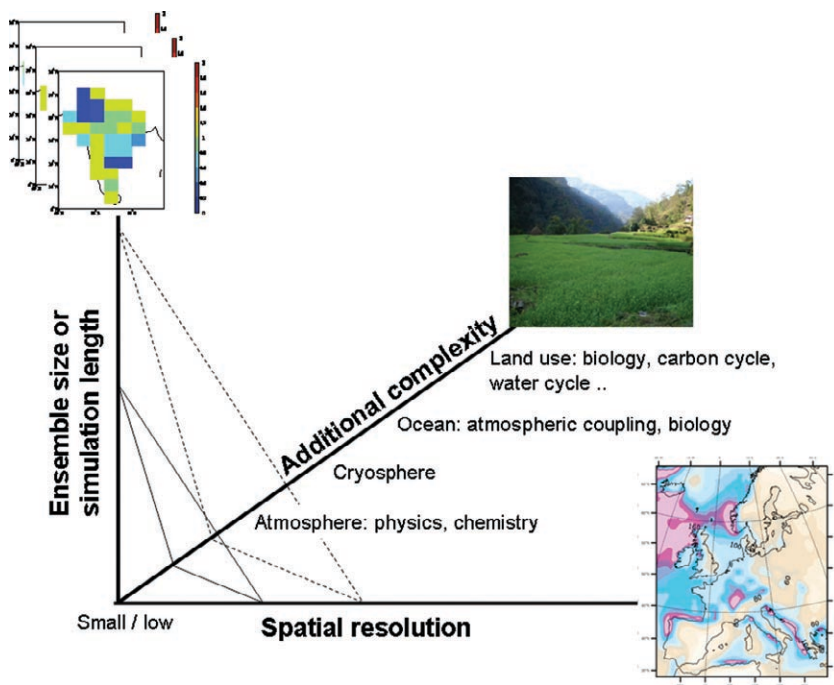 Ensemble size or
simulation length
Additional complexity
Land use: biology, carbon cycle,
water cycle ..
Ocean: atmospheric coupling, biology
Cryosphere
Atmosphere: physics, chemistry
Small / low
Spatial resolution